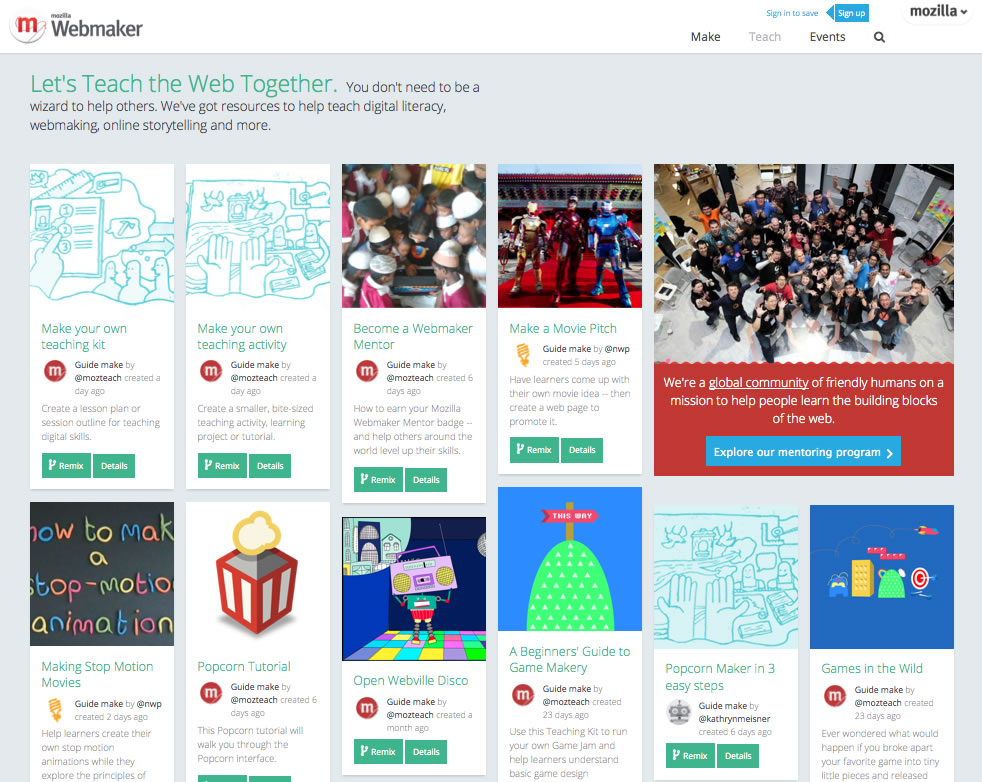 mozilla
Webmaker
Sign in to save
Sign up
mozilla
Make
Teach
Events
Let's Teach the Web Together. You don't need to be a
wizard to help others. We've got resources to help teach digital literacy,
webmaking, online storytelling and more.
Make your own
teaching kit
Guide make by
@mozteach created a
day ago
Create a lesson plan or
session outline for teaching
digital skills.
Remix
Details
Make your own
teaching activity
Guide make by
@mozteach created a
day ago
Create a smaller, bite-sized
teaching activity, learning
project or tutorial.
Remix
Details
Become a Webmaker
Mentor
Guide make by
@mozteach created 6
days ago
How to earn your Mozilla
Webmaker Mentor badge --
and help others around the
world level up their skills.
Remix
Details
Make a Movie Pitch
Guide make by @nwp
created 5 days ago
Have learners come up with
their own movie idea -- then
create a web page to
promote it.
Remix
Details
We're a global community of friendly humans on a
mission to help people learn the building blocks
of the web.
Explore our mentoring program
how to mak
a
stop-motio
animation
Making Stop Motion
Movies
Guide make by @nwp
created 2 days ago
Help learners create their
own stop motion
animations while they
explore the principles of
Popcorn Tutorial
Guide make by
@mozteach created 6
days ago
This Popcorn tutorial will
walk you through the
Popcorn interface.
Open Webville Disco
Guide make by
@mozteach created a
month ago
Remix
Details
THIS WAY
A Beginners' Guide to
Game Makery
Guide make by
@mozteach created
23 days ago
Use this Teaching Kit to run
your own Game Jam and
help learners understand
basic game design
Popcorn Maker in 3
easy steps
Guide make by
@kathrynmeisner
created 6 days ago
Remix
Details
Games in the Wild
Guide make by
@mozteach created
23 days ago
Ever wondered what would
happen if you broke apart
your favorite game into tiny
little pieces and released